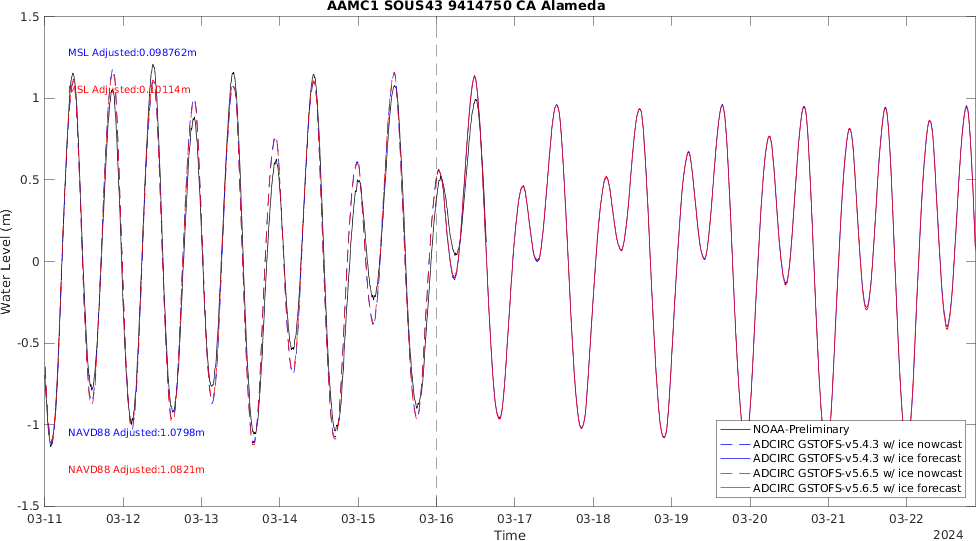 AAMC1 SOUS43 9414750 CA Alameda
1.5
MSL Adjusted:0.098762m
1
MSL Adjusted:0.10114m
0.5
0
Water Level (m)
-0.5
-1
NAVD88 Adjusted:1.0798m
NAVD88 Adjusted:1.0821m
-1.5
NOAA-Preliminary
ADCIRC GSTOFS-v5.4.3 w/ ice nowcast
ADCIRC GSTOFS-v5.4.3 w/ ice forecast
ADCIRC GSTOFS-v5.6.5 w/ ice nowcast
ADCIRC GSTOFS-v5.6.5 w/ ice forecast
03-11 03-12 03-13 03-14 03-15 03-16 03-17 03-18 03-19 03-20 03-21 03-22
Time
2024